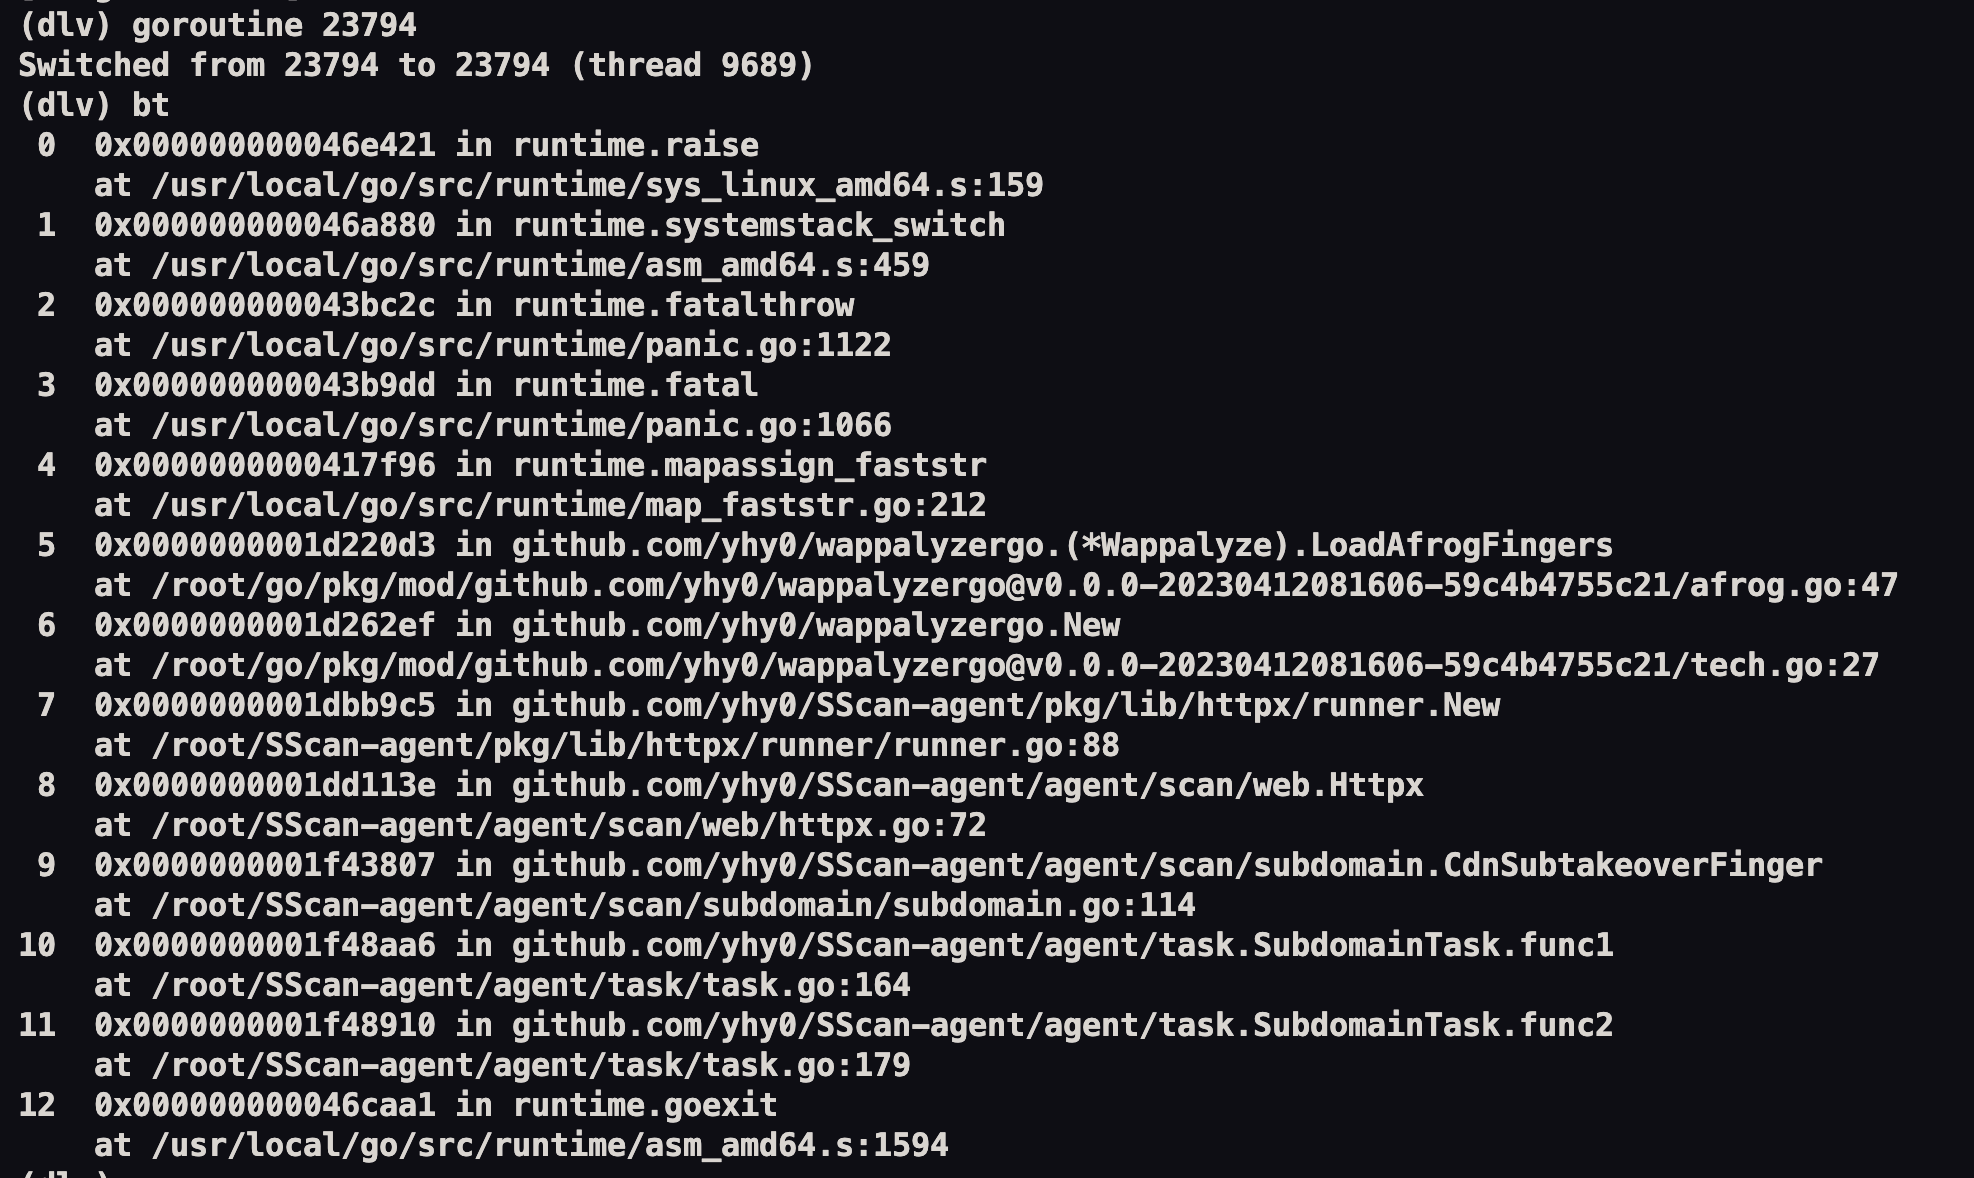 (dlv) goroutine 23794
Switched from 23794 to 23794 (thread 9689)
(dlv) bt
0 0x000000000046e421 in runtime.raise
at /usr/local/go/src/runtime/sys_linux_amd64.s:159
1 0x000000000046a880 in runtime.systemstack_switch
at /usr/local/go/src/runtime/asm_amd64.s:459
2 0x000000000043bc2c in runtime.fatalthrow
at /usr/local/go/src/runtime/panic.go:1122
3 0x000000000043b9dd in runtime.fatal
at /usr/local/go/src/runtime/panic.go:1066
4 0x0000000000417f96 in runtime.mapassign_faststr
at /usr/local/go/src/runtime/map_faststr.go:212
5 0x0000000001d220d3 in github.com/yhy0/wappalyzergo.(*Wappalyze).LoadAfrogFingers
at /root/go/pkg/mod/github.com/yhy0/wappalyzergo@v0.0.0-20230412081606-59c4b4755c21/afrog.go:47
6 0x0000000001d262ef in github.com/yhy0/wappalyzergo.New
at /root/go/pkg/mod/github.com/yhy0/wappalyzergo@v0.0.0-20230412081606-59c4b4755c21/tech.go:27
7 0x0000000001dbb9c5 in github.com/yhy0/SScan-agent/pkg/lib/httpx/runner.New
at /root/SScan-agent/pkg/lib/httpx/runner/runner.go:88
8 0x0000000001dd113e in github.com/yhy0/SScan-agent/agent/scan/web.Httpx
at /root/SScan-agent/agent/scan/web/httpx.go:72
9 0x0000000001f43807 in github.com/yhy0/SScan-agent/agent/scan/subdomain.CdnSubtakeoverFinger
at /root/SScan-agent/agent/scan/subdomain/subdomain.go:114
10 0x0000000001f48aa6 in github.com/yhy0/SScan-agent/agent/task.SubdomainTask.func1
at /root/SScan-agent/agent/task/task.go:164
11 0x0000000001f48910 in github.com/yhy0/SScan-agent/agent/task.SubdomainTask.func2
at /root/SScan-agent/agent/task/task.go:179
12 0x000000000046caa1 in runtime.goexit
at /usr/local/go/src/runtime/asm_amd64.s:1594